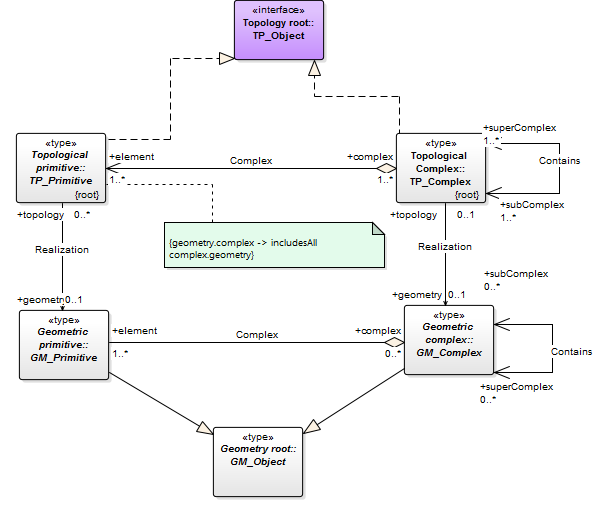 «interface»
Topology root::
TP_Object
«type»
Topological
primitive::
TP_Primitive
{root}
+element
1..*
Complex
+complex
1..*
«type»
Topological
Complex::
TP_Complex
{root}
+superComplex
1..*
Contains
+subComplex
1..*
+topology 0..*
Realization
+geometry 0..1
{geometry.complex -> includesAll
complex.geometry}
+topology 0..1
Realization
+geometry 0..1
+subComplex
0..*
«type»
Geometric
primitive::
GM_Primitive
+element
1..*
Complex
+complex
0..*
«type»
Geometric
complex::
GM_Complex
Contains
+superComplex
0..*
«type»
Geometry root::
GM_Object